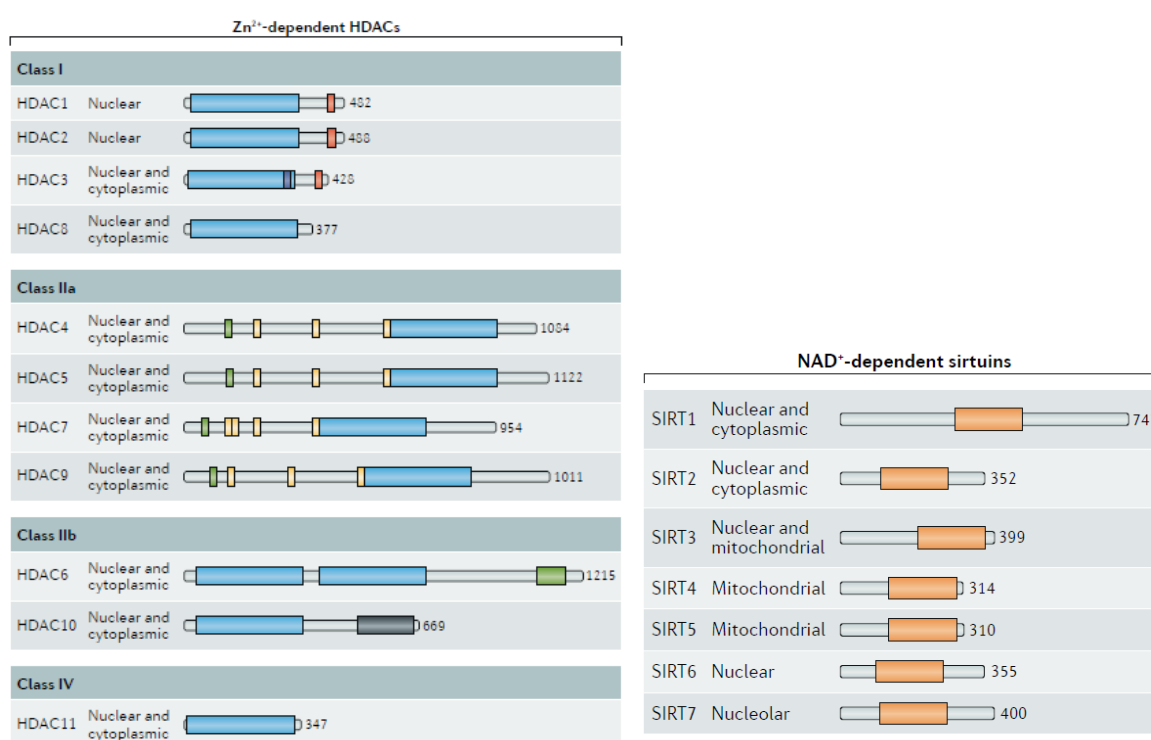 Zn²⁺-dependent HDACs
Class I
HDAC1 Nuclear 482
HDAC2 Nuclear 488
HDAC3 Nuclear and
cytoplasmic 428
HDAC8 Nuclear and
cytoplasmic 377
Class IIa
HDAC4 Nuclear and
cytoplasmic 1084
HDAC5 Nuclear and
cytoplasmic 1122
HDAC7 Nuclear and
cytoplasmic 954
HDAC9 Nuclear and
cytoplasmic 1011
Class IIb
HDAC6 Nuclear and
cytoplasmic 1215
HDAC10 Nuclear and
cytoplasmic 669
Class IV
HDAC11 Nuclear and
cytoplasmic 347
NAD⁺-dependent sirtuins
SIRT1 Nuclear and
cytoplasmic 74
SIRT2 Nuclear and
cytoplasmic 352
SIRT3 Nuclear and
mitochondrial 399
SIRT4 Mitochondrial 314
SIRT5 Mitochondrial 310
SIRT6 Nuclear 355
SIRT7 Nucleolar 400